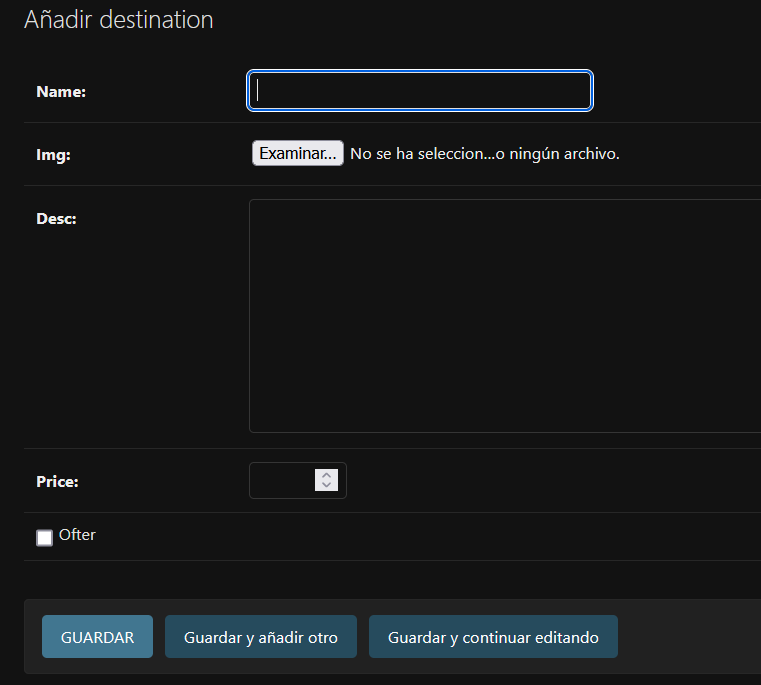 Añadir destination
Name:
Img:
Examinar... No se ha seleccion...o ningún archivo.
Desc:
Price:
Ofter
GUARDAR
Guardar y añadir otro
Guardar y continuar editando